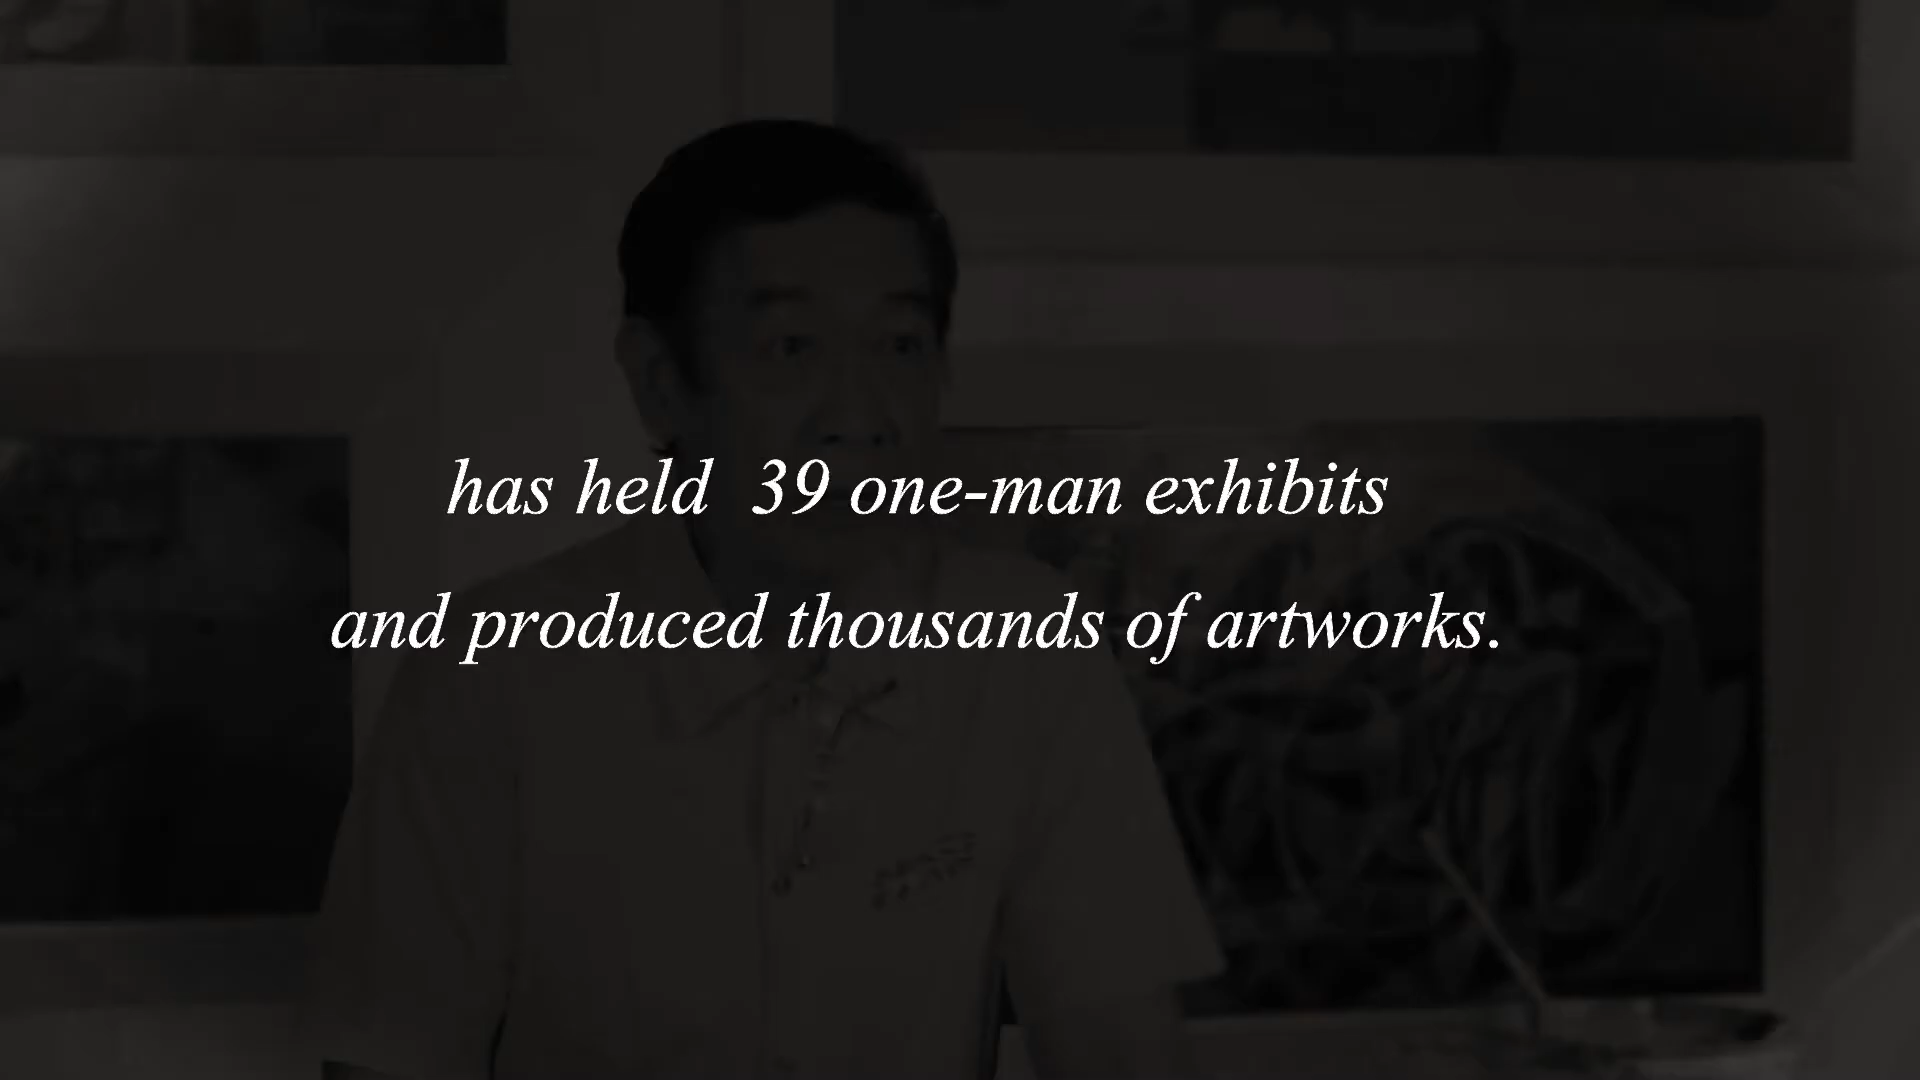 has held  39 one-man exhibits
and produced thousands of artworks.